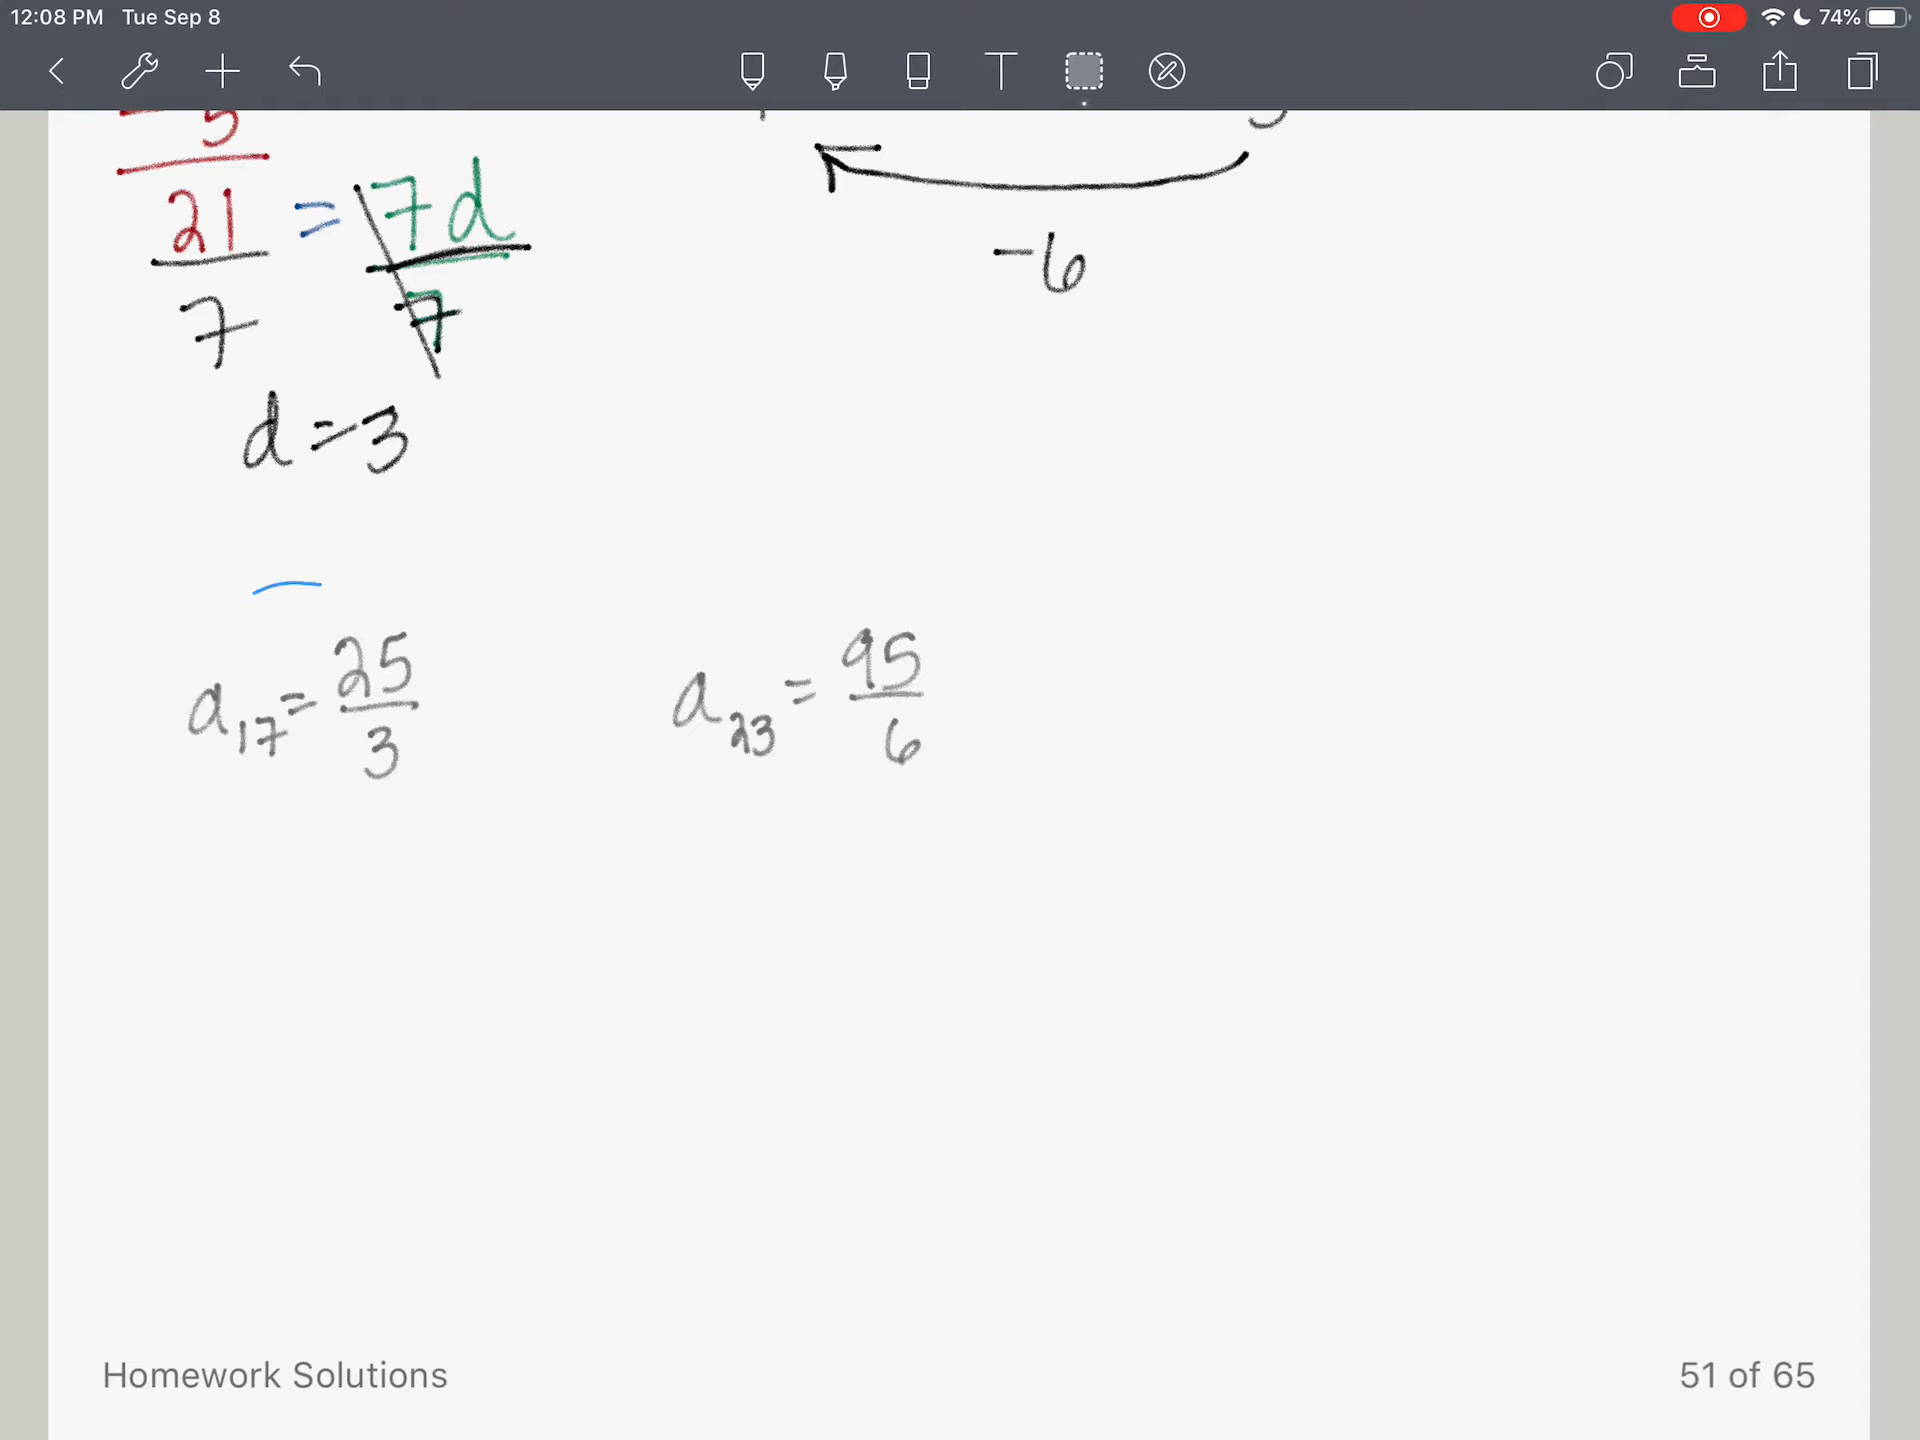 12:08 PM Tue Sep 8 74%
T
- 5
21 = 7d
7 7
-6
d = 3
a₁₇ = 25/3
a₂₃ = 95/6
Homework Solutions 51 of 65